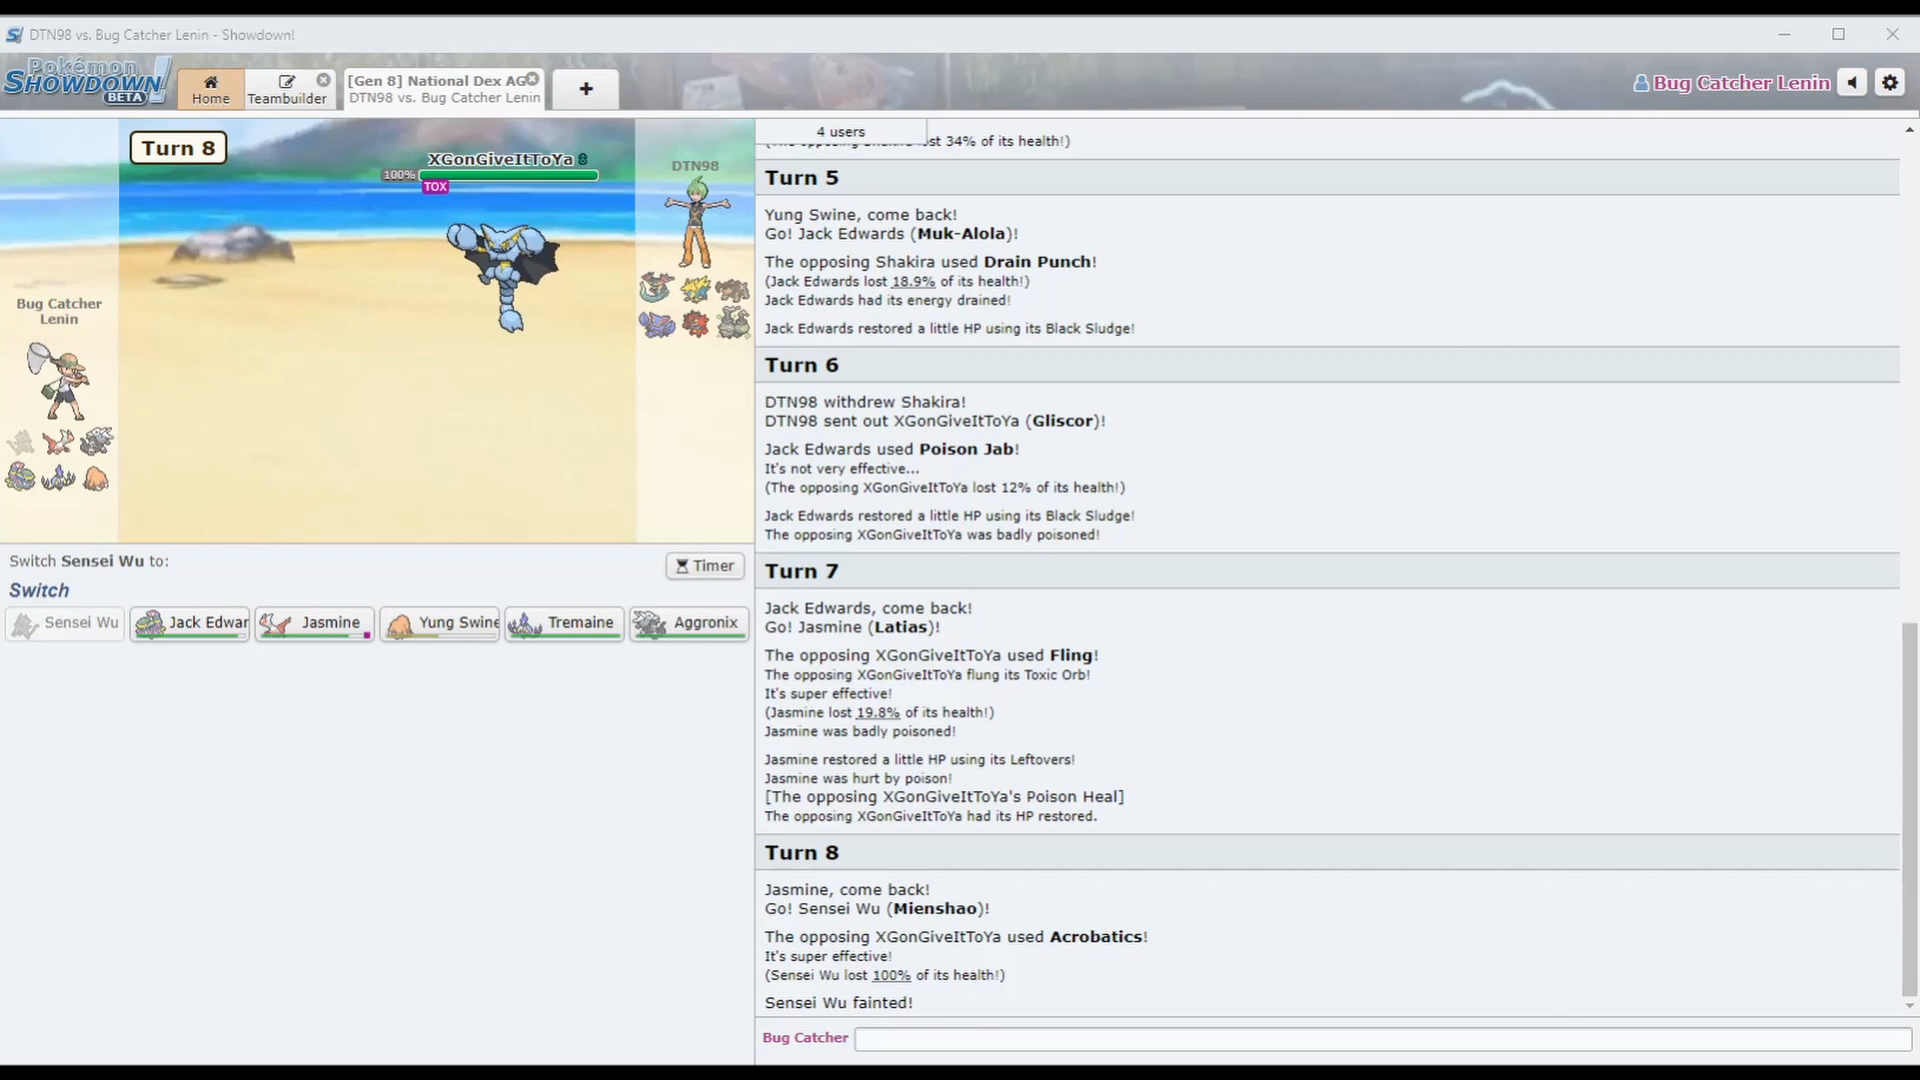 DTN98 vs. Bug Catcher Lenin - Showdown!
Pokémon
SHOWDOWN!
BETA
Home
Teambuilder
[Gen 8] National Dex AG
DTN98 vs. Bug Catcher Lenin
Bug Catcher Lenin
Turn 8
XGonGiveItToYa
100%
TOX
DTN98
Bug Catcher
Lenin
Switch Sensei Wu to:
Timer
Switch
Sensei Wu
Jack Edwar
Jasmine
Yung Swine
Tremaine
Aggronix
4 users
st 34% of its health!)
Turn 5
Yung Swine, come back!
Go! Jack Edwards (Muk-Alola)!
The opposing Shakira used Drain Punch!
(Jack Edwards lost 18.9% of its health!)
Jack Edwards had its energy drained!
Jack Edwards restored a little HP using its Black Sludge!
Turn 6
DTN98 withdrew Shakira!
DTN98 sent out XGonGiveItToYa (Gliscor)!
Jack Edwards used Poison Jab!
It's not very effective...
(The opposing XGonGiveItToYa lost 12% of its health!)
Jack Edwards restored a little HP using its Black Sludge!
The opposing XGonGiveItToYa was badly poisoned!
Turn 7
Jack Edwards, come back!
Go! Jasmine (Latias)!
The opposing XGonGiveItToYa used Fling!
The opposing XGonGiveItToYa flung its Toxic Orb!
It's super effective!
(Jasmine lost 19.8% of its health!)
Jasmine was badly poisoned!
Jasmine restored a little HP using its Leftovers!
Jasmine was hurt by poison!
[The opposing XGonGiveItToYa's Poison Heal]
The opposing XGonGiveItToYa had its HP restored.
Turn 8
Jasmine, come back!
Go! Sensei Wu (Mienshao)!
The opposing XGonGiveItToYa used Acrobatics!
It's super effective!
(Sensei Wu lost 100% of its health!)
Sensei Wu fainted!
Bug Catcher